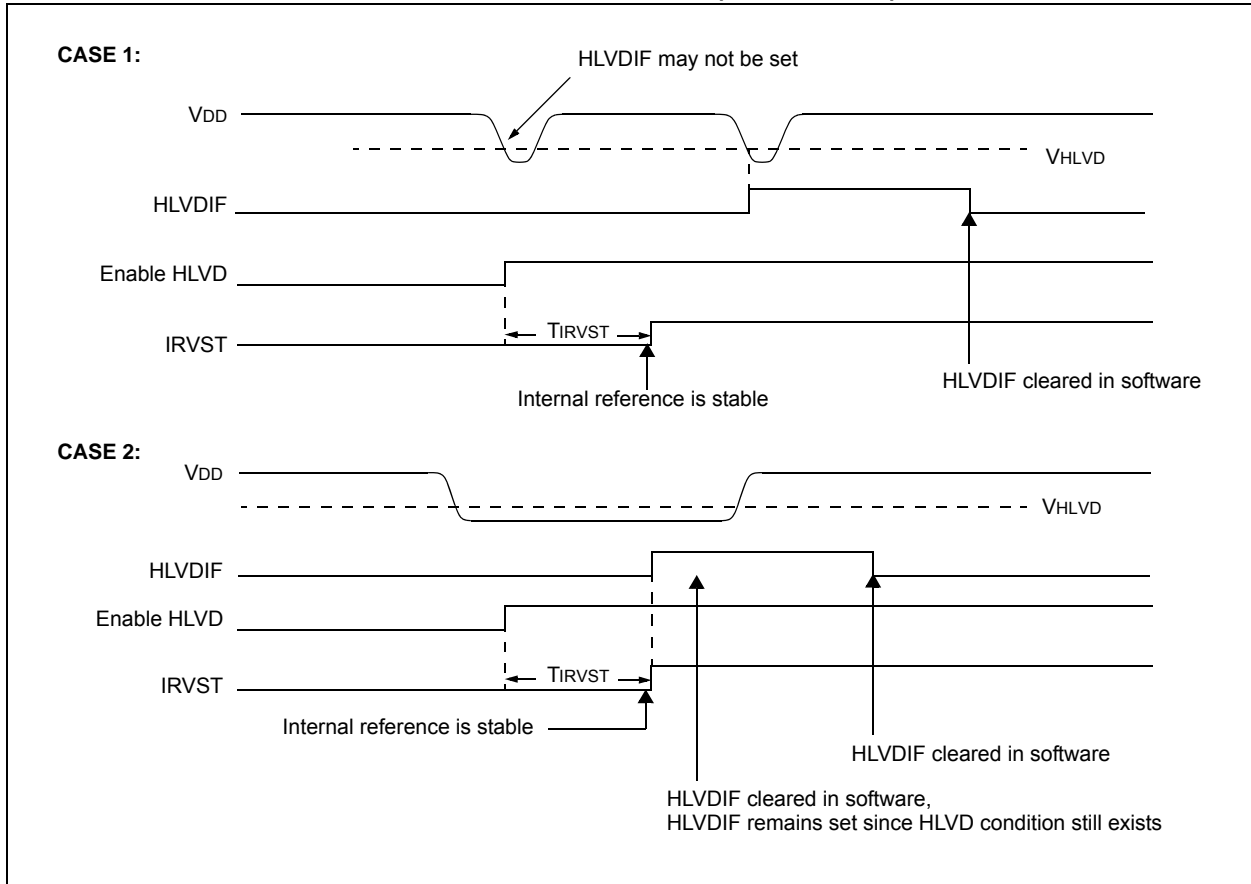 CASE 1:
HLVDIF may not be set
VDD
VHLVD
HLVDIF
Enable HLVD
TIRVST
IRVST
HLVDIF cleared in software
Internal reference is stable
CASE 2:
VDD
VHLVD
HLVDIF
Enable HLVD
TIRVST
IRVST
Internal reference is stable
HLVDIF cleared in software
HLVDIF cleared in software,
HLVDIF remains set since HLVD condition still exists